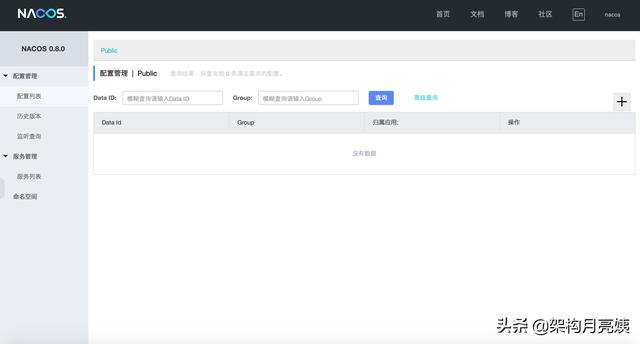 NACOS.
首页 文档 博客 社区 En nacos
NACOS 0.8.0
配置管理
配置列表
历史版本
监听查询
服务管理
服务列表
命名空间
Public
配置管理 | Public 查询结果:共查询到 0 条满足要求的配置。
Data ID: 模糊查询请输入Data ID Group: 模糊查询请输入Group 查询 高级查询
Data Id Group 归属应用: 操作
没有数据
头条 @架构月亮姨